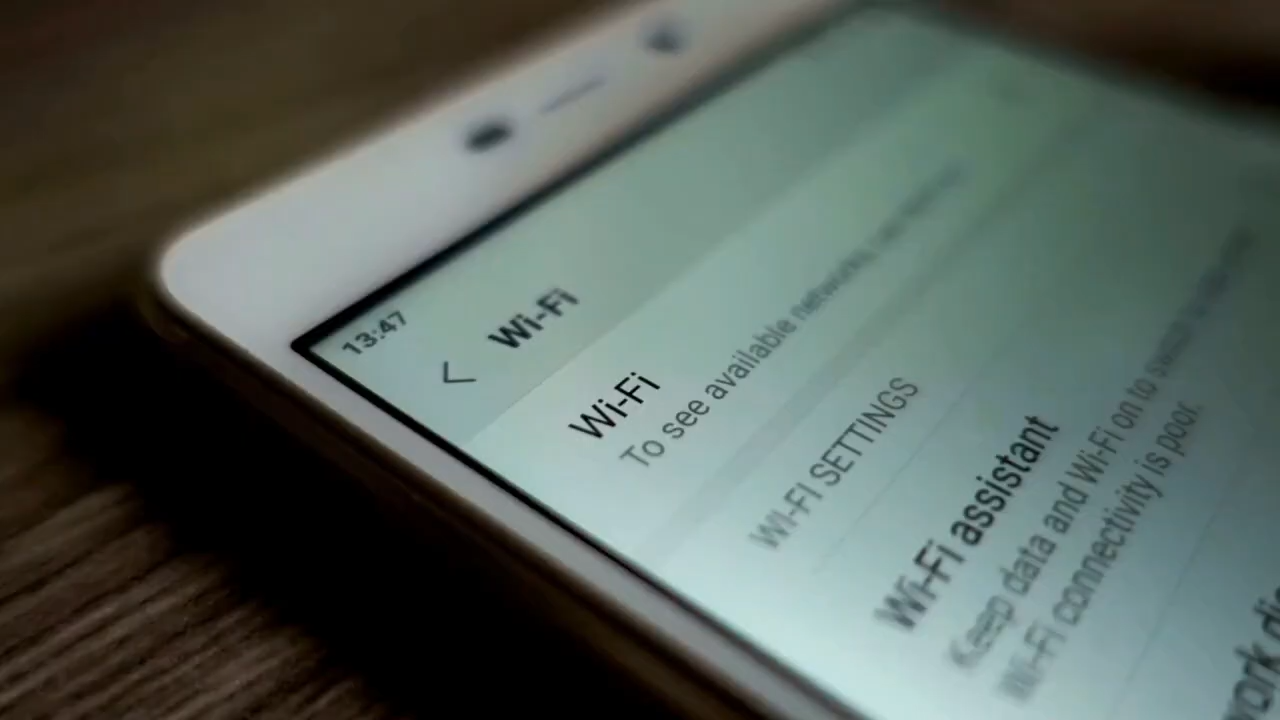 13:47
Wi-Fi
Wi-Fi
To see available networks,
WI-FI SETTINGS
Wi-Fi assistant
Keep data and Wi-Fi on to
Wi-Fi connectivity is poor.